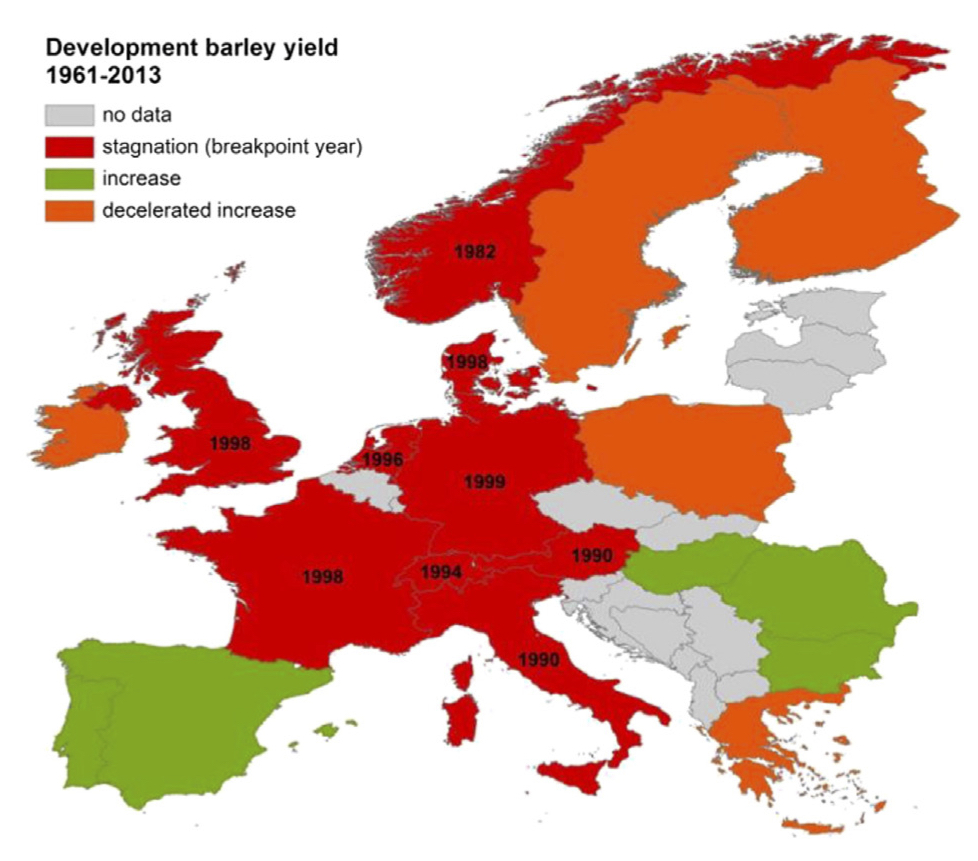 Development barley yield
1961-2013
no data
stagnation (breakpoint year)
increase
decelerated increase
1982
1998
1998
1996
1999
1990
1998
1994
1990